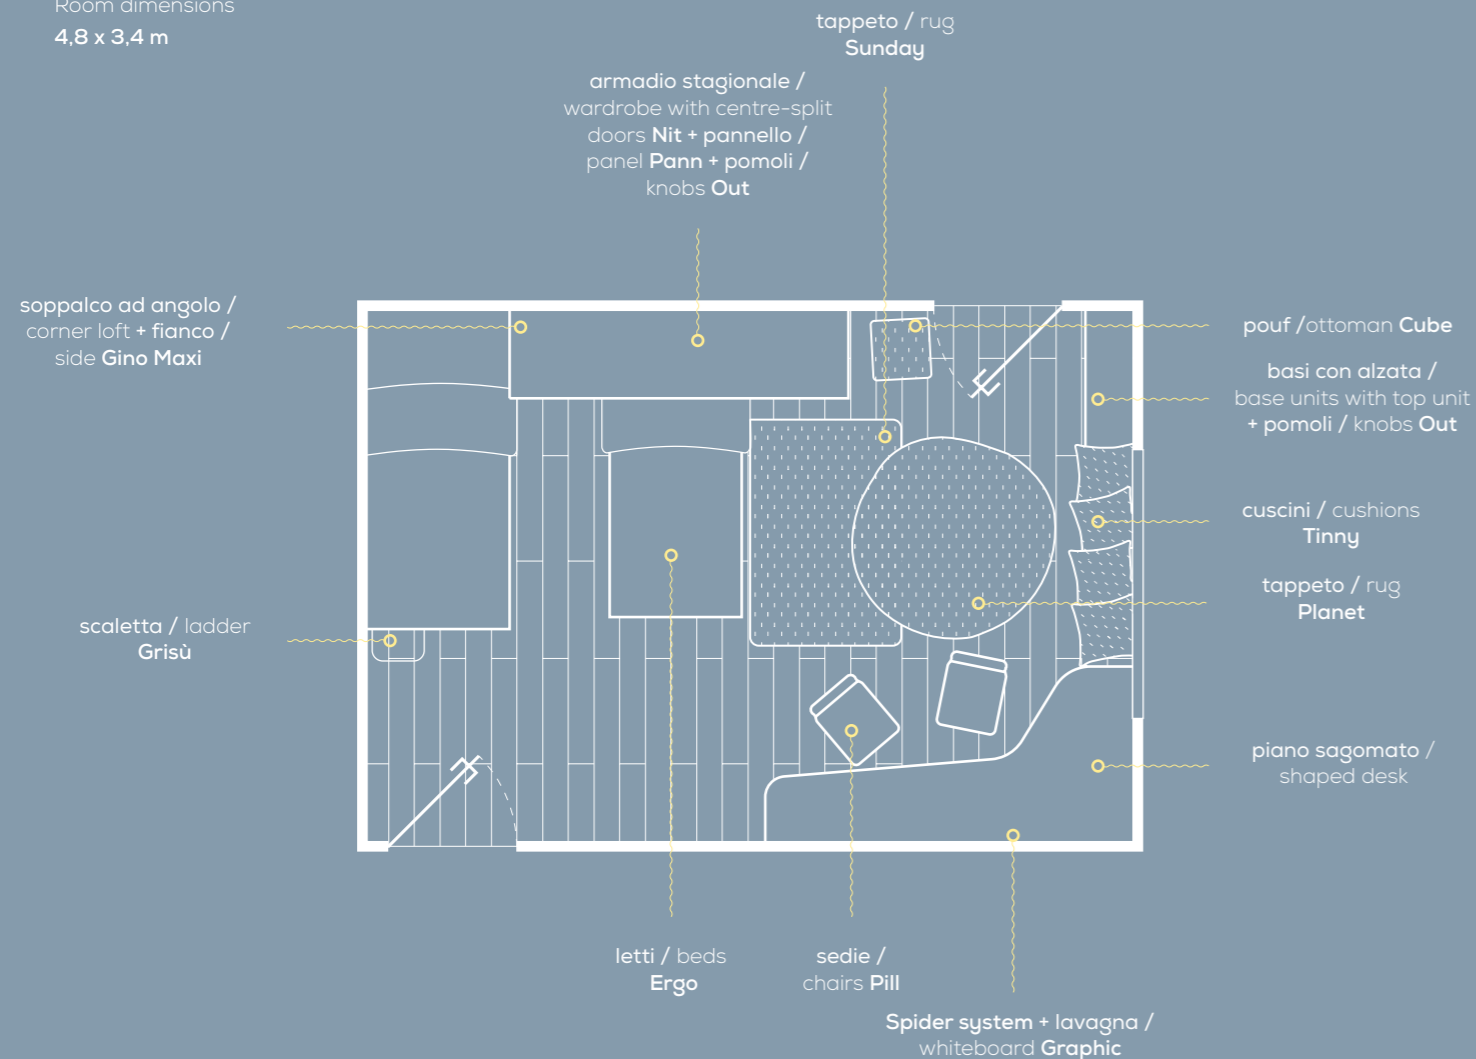 Room dimensions
4,8 x 3,4 m
tappeto / rug
Sunday
armadio stagionale /
wardrobe with centre-split
doors Nit + pannello /
panel Pann + pomoli /
knobs Out
soppalco ad angolo /
corner loft + fianco /
side Gino Maxi
pouf /ottoman Cube
basi con alzata /
base units with top unit
+ pomoli / knobs Out
cuscini / cushions
Tinny
tappeto / rug
Planet
scaletta / ladder
Grisù
piano sagomato /
shaped desk
letti / beds
Ergo
sedie /
chairs Pill
Spider system + lavagna /
whiteboard Graphic